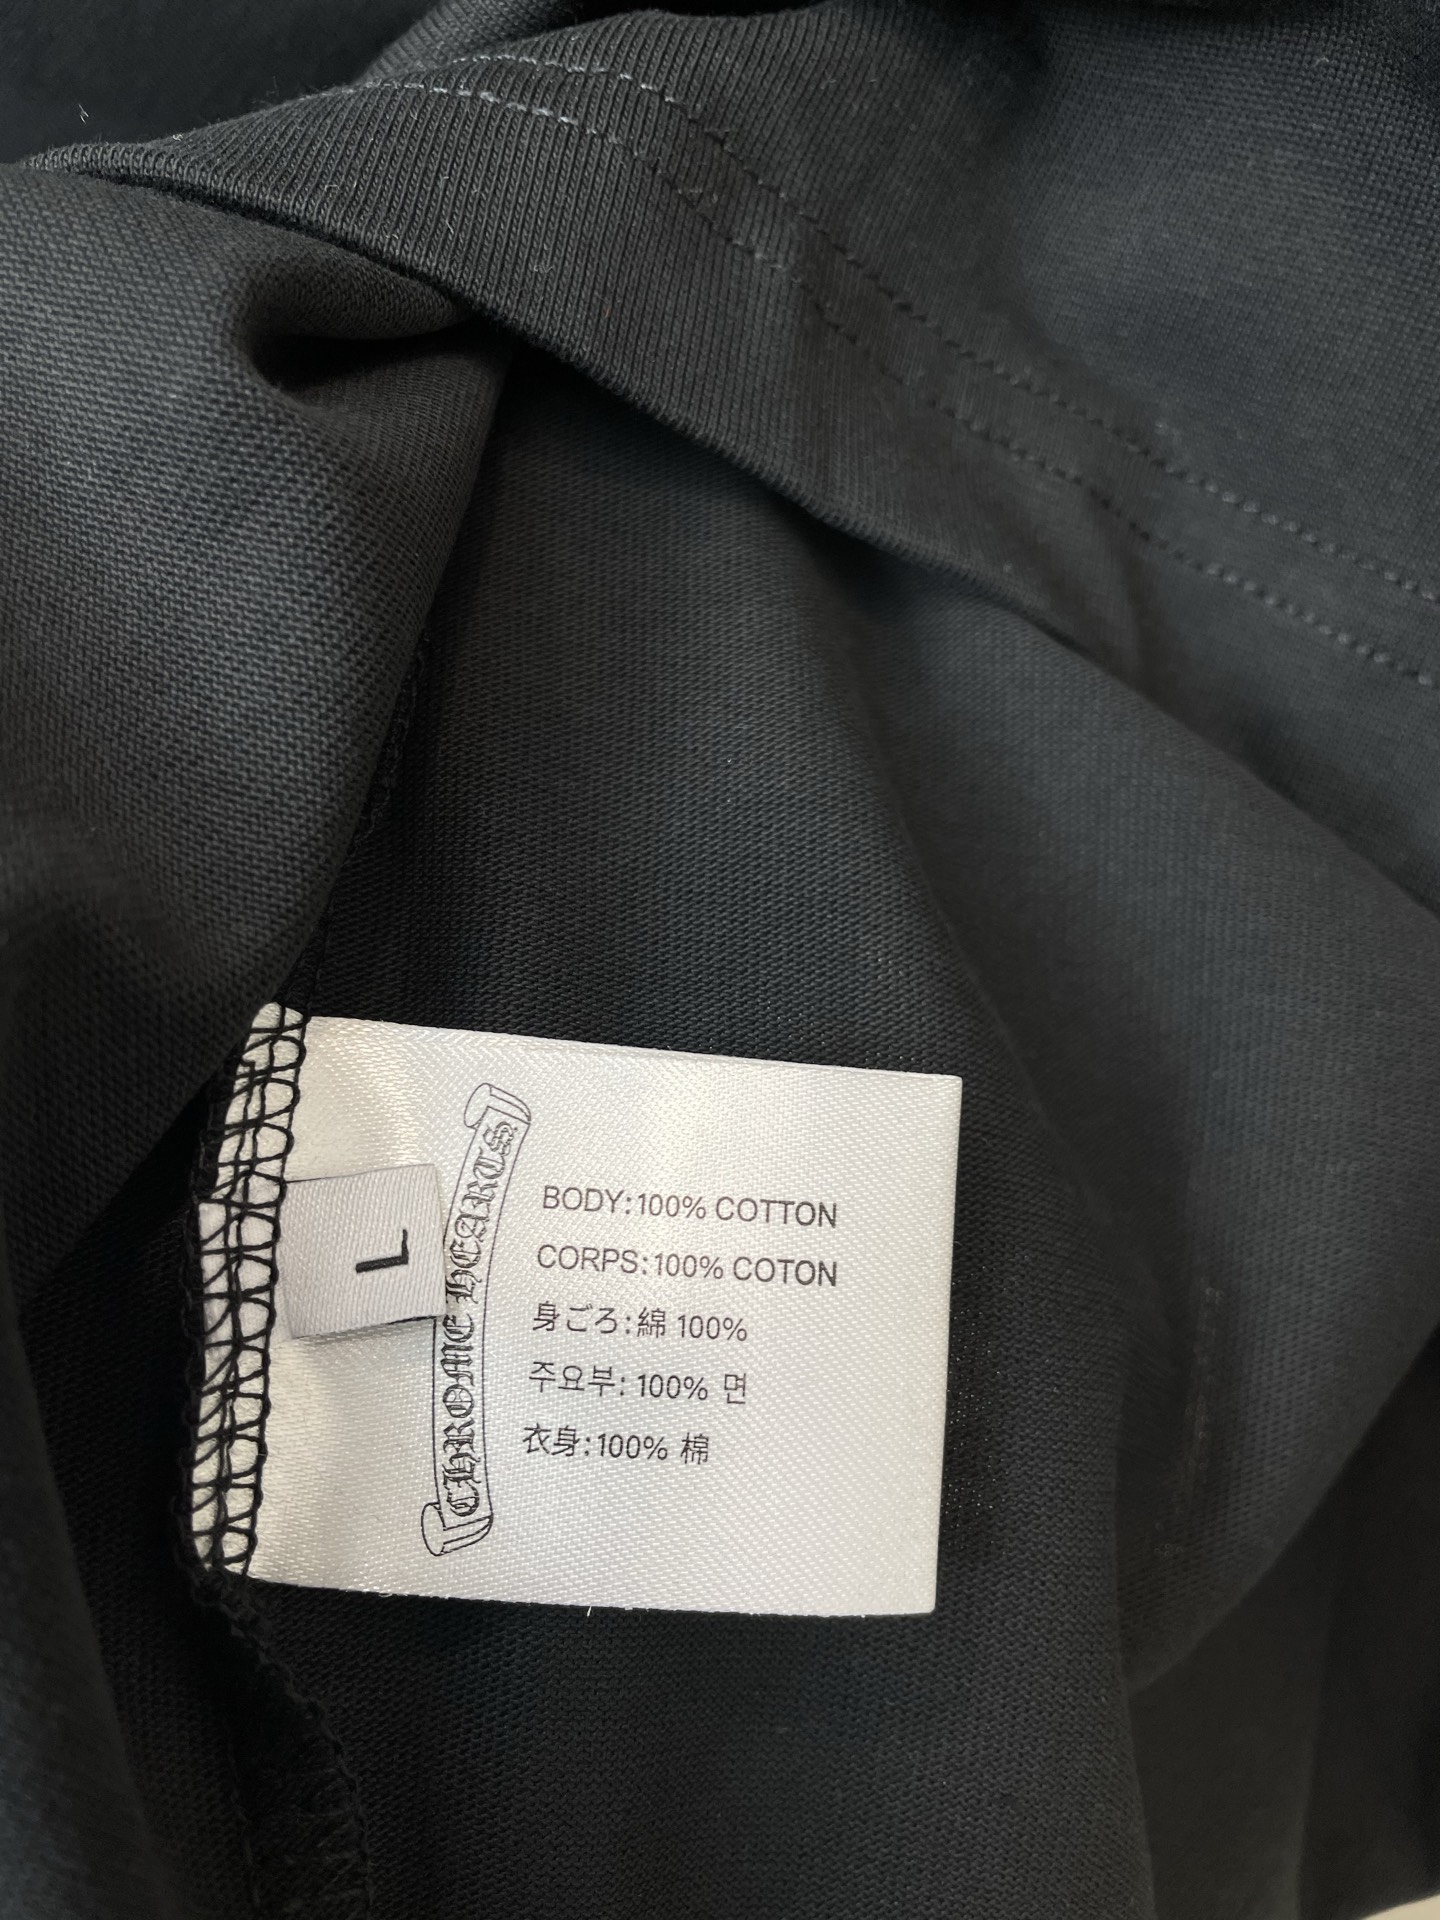 CHROME HEARTS
L
BODY:100% COTTON
CORPS:100% COTON
身ごろ:綿 100%
주요부: 100% 면
衣身:100% 棉